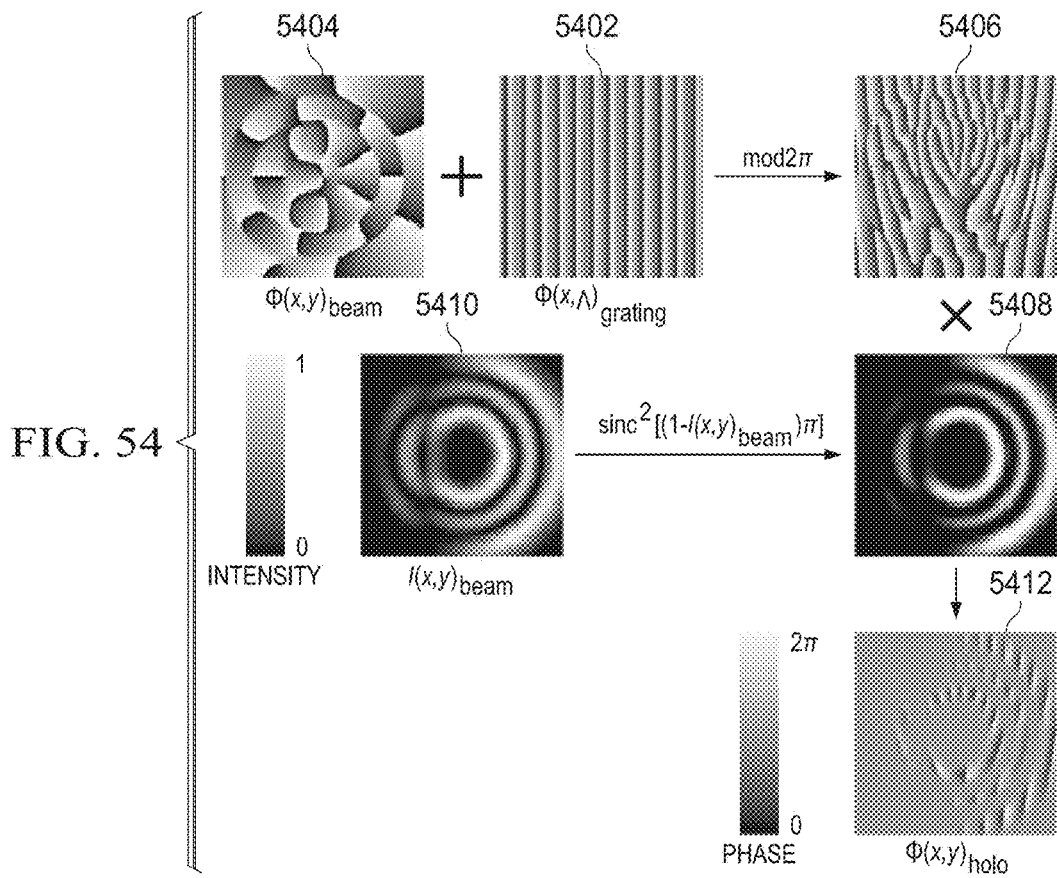 5404
5402
5406
+
mod2π
Φ(x,y)beam
Φ(x,Λ)grating
5410
×
5408
1
FIG. 54
sinc²[(1-I(x,y)beam)π]
0
INTENSITY
I(x,y)beam
5412
2π
0
PHASE
Φ(x,y)holo